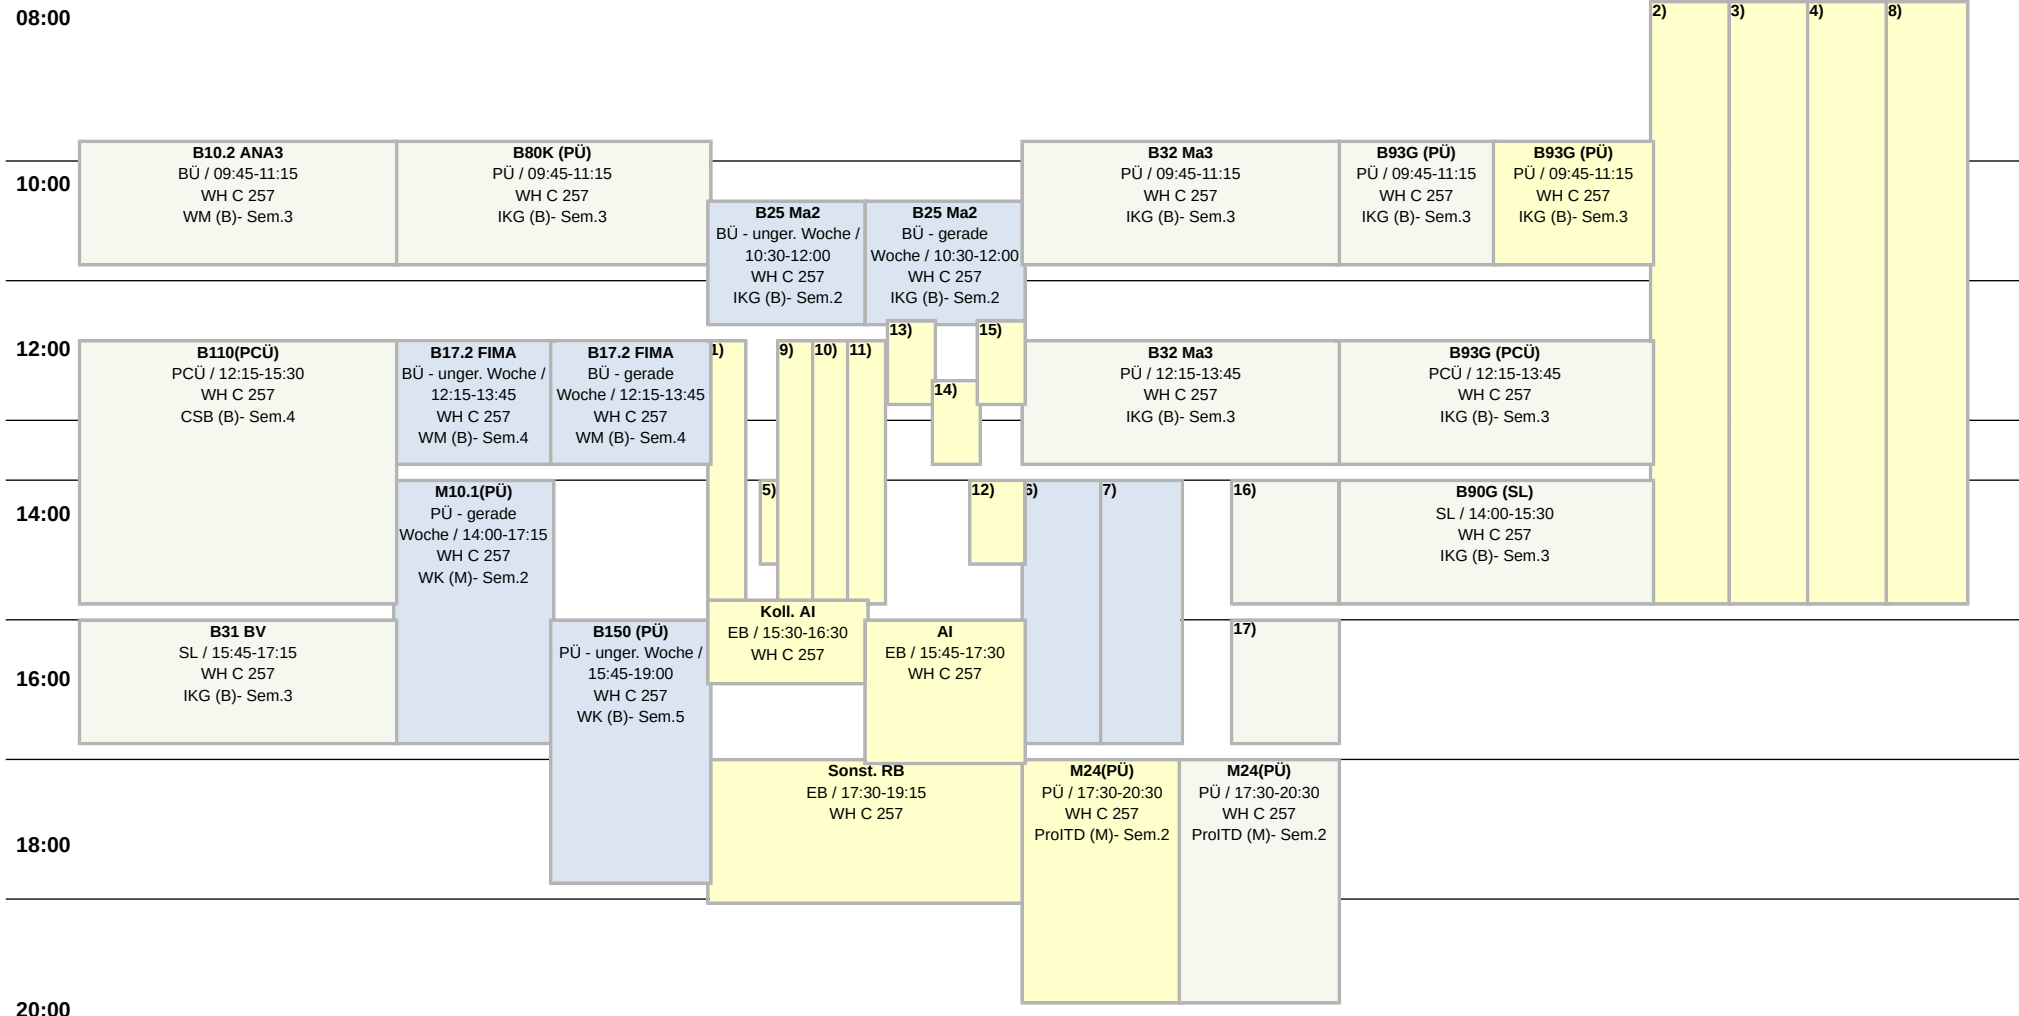 08:00
2)
3)
4)
8)
10:00
B10.2 ANA3
BÜ / 09:45-11:15
WH C 257
WM (B)- Sem.3
B80K (PÜ)
PÜ / 09:45-11:15
WH C 257
IKG (B)- Sem.3
B25 Ma2
BÜ - unger. Woche /
10:30-12:00
WH C 257
IKG (B)- Sem.2
B25 Ma2
BÜ - gerade
Woche / 10:30-12:00
WH C 257
IKG (B)- Sem.2
B32 Ma3
PÜ / 09:45-11:15
WH C 257
IKG (B)- Sem.3
B93G (PÜ)
PÜ / 09:45-11:15
WH C 257
IKG (B)- Sem.3
B93G (PÜ)
PÜ / 09:45-11:15
WH C 257
IKG (B)- Sem.3
12:00
B110(PCÜ)
PCÜ / 12:15-15:30
WH C 257
CSB (B)- Sem.4
B17.2 FIMA
BÜ - unger. Woche /
12:15-13:45
WH C 257
WM (B)- Sem.4
B17.2 FIMA
BÜ - gerade
Woche / 12:15-13:45
WH C 257
WM (B)- Sem.4
1)
9)
10)
11)
13)
14)
15)
B32 Ma3
PÜ / 12:15-13:45
WH C 257
IKG (B)- Sem.3
B93G (PCÜ)
PCÜ / 12:15-13:45
WH C 257
IKG (B)- Sem.3
14:00
M10.1(PÜ)
PÜ - gerade
Woche / 14:00-17:15
WH C 257
WK (M)- Sem.2
5)
12)
6)
7)
16)
B90G (SL)
SL / 14:00-15:30
WH C 257
IKG (B)- Sem.3
16:00
B31 BV
SL / 15:45-17:15
WH C 257
IKG (B)- Sem.3
B150 (PÜ)
PÜ - unger. Woche /
15:45-19:00
WH C 257
WK (B)- Sem.5
Koll. AI
EB / 15:30-16:30
WH C 257
AI
EB / 15:45-17:30
WH C 257
17)
18:00
Sonst. RB
EB / 17:30-19:15
WH C 257
M24(PÜ)
PÜ / 17:30-20:30
WH C 257
ProITD (M)- Sem.2
M24(PÜ)
PÜ / 17:30-20:30
WH C 257
ProITD (M)- Sem.2
20:00